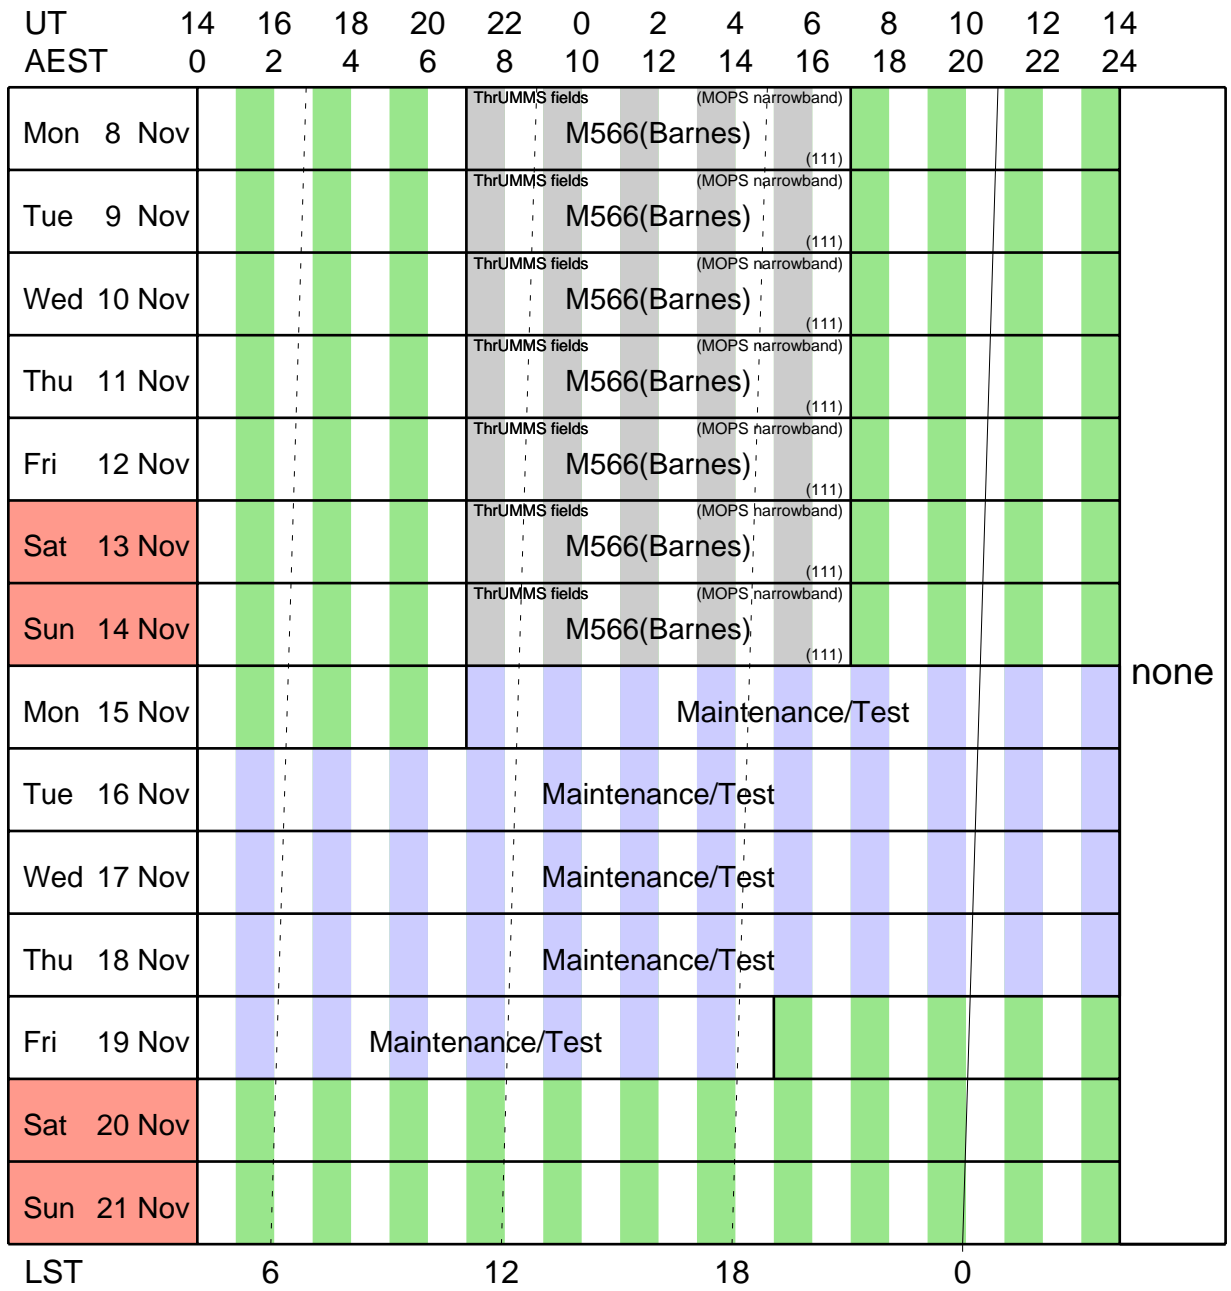 UT 14 16 18 20 22 0 2 4 6 8 10 12 14
AEST 0 2 4 6 8 10 12 14 16 18 20 22 24
ThrUMMS fields (MOPS narrowband)
Mon 8 Nov M566(Barnes)
(111)
ThrUMMS fields (MOPS narrowband)
Tue 9 Nov M566(Barnes)
(111)
ThrUMMS fields (MOPS narrowband)
Wed 10 Nov M566(Barnes)
(111)
ThrUMMS fields (MOPS narrowband)
Thu 11 Nov M566(Barnes)
(111)
ThrUMMS fields (MOPS narrowband)
Fri 12 Nov M566(Barnes)
(111)
ThrUMMS fields (MOPS narrowband)
Sat 13 Nov M566(Barnes)
(111)
ThrUMMS fields (MOPS narrowband)
Sun 14 Nov M566(Barnes)
(111)
none
Mon 15 Nov Maintenance/Test
Tue 16 Nov Maintenance/Test
Wed 17 Nov Maintenance/Test
Thu 18 Nov Maintenance/Test
Fri 19 Nov Maintenance/Test
Sat 20 Nov
Sun 21 Nov
LST 6 12 18 0